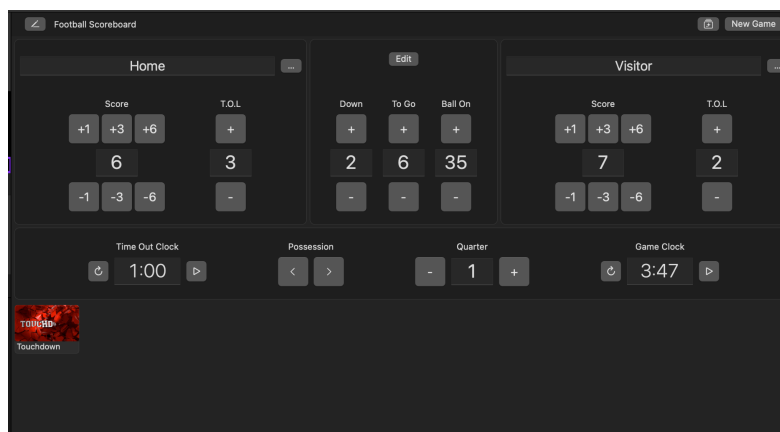 Football Scoreboard
New Game
Home
...
Edit
Visitor
...
Score
T.O.L
Down
To Go
Ball On
Score
T.O.L
+1 +3 +6
+
+
+
+
+1 +3 +6
+
6
3
2
6
35
7
2
-1 -3 -6
-
-
-
-
-1 -3 -6
-
Time Out Clock
Possession
Quarter
Game Clock
1:00
<
>
-
1
+
3:47
Touchdown